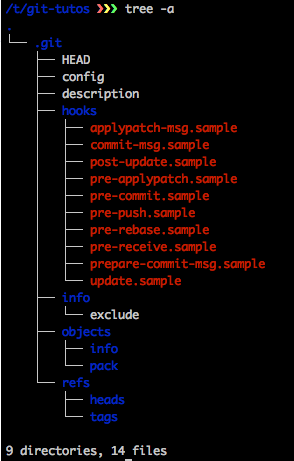 /t/git-tutos ❯❯❯ tree -a
.
└── .git
    ├── HEAD
    ├── config
    ├── description
    ├── hooks
    │   ├── applypatch-msg.sample
    │   ├── commit-msg.sample
    │   ├── post-update.sample
    │   ├── pre-applypatch.sample
    │   ├── pre-commit.sample
    │   ├── pre-push.sample
    │   ├── pre-rebase.sample
    │   ├── pre-receive.sample
    │   ├── prepare-commit-msg.sample
    │   └── update.sample
    ├── info
    │   └── exclude
    ├── objects
    │   ├── info
    │   └── pack
    └── refs
        ├── heads
        └── tags
9 directories, 14 files